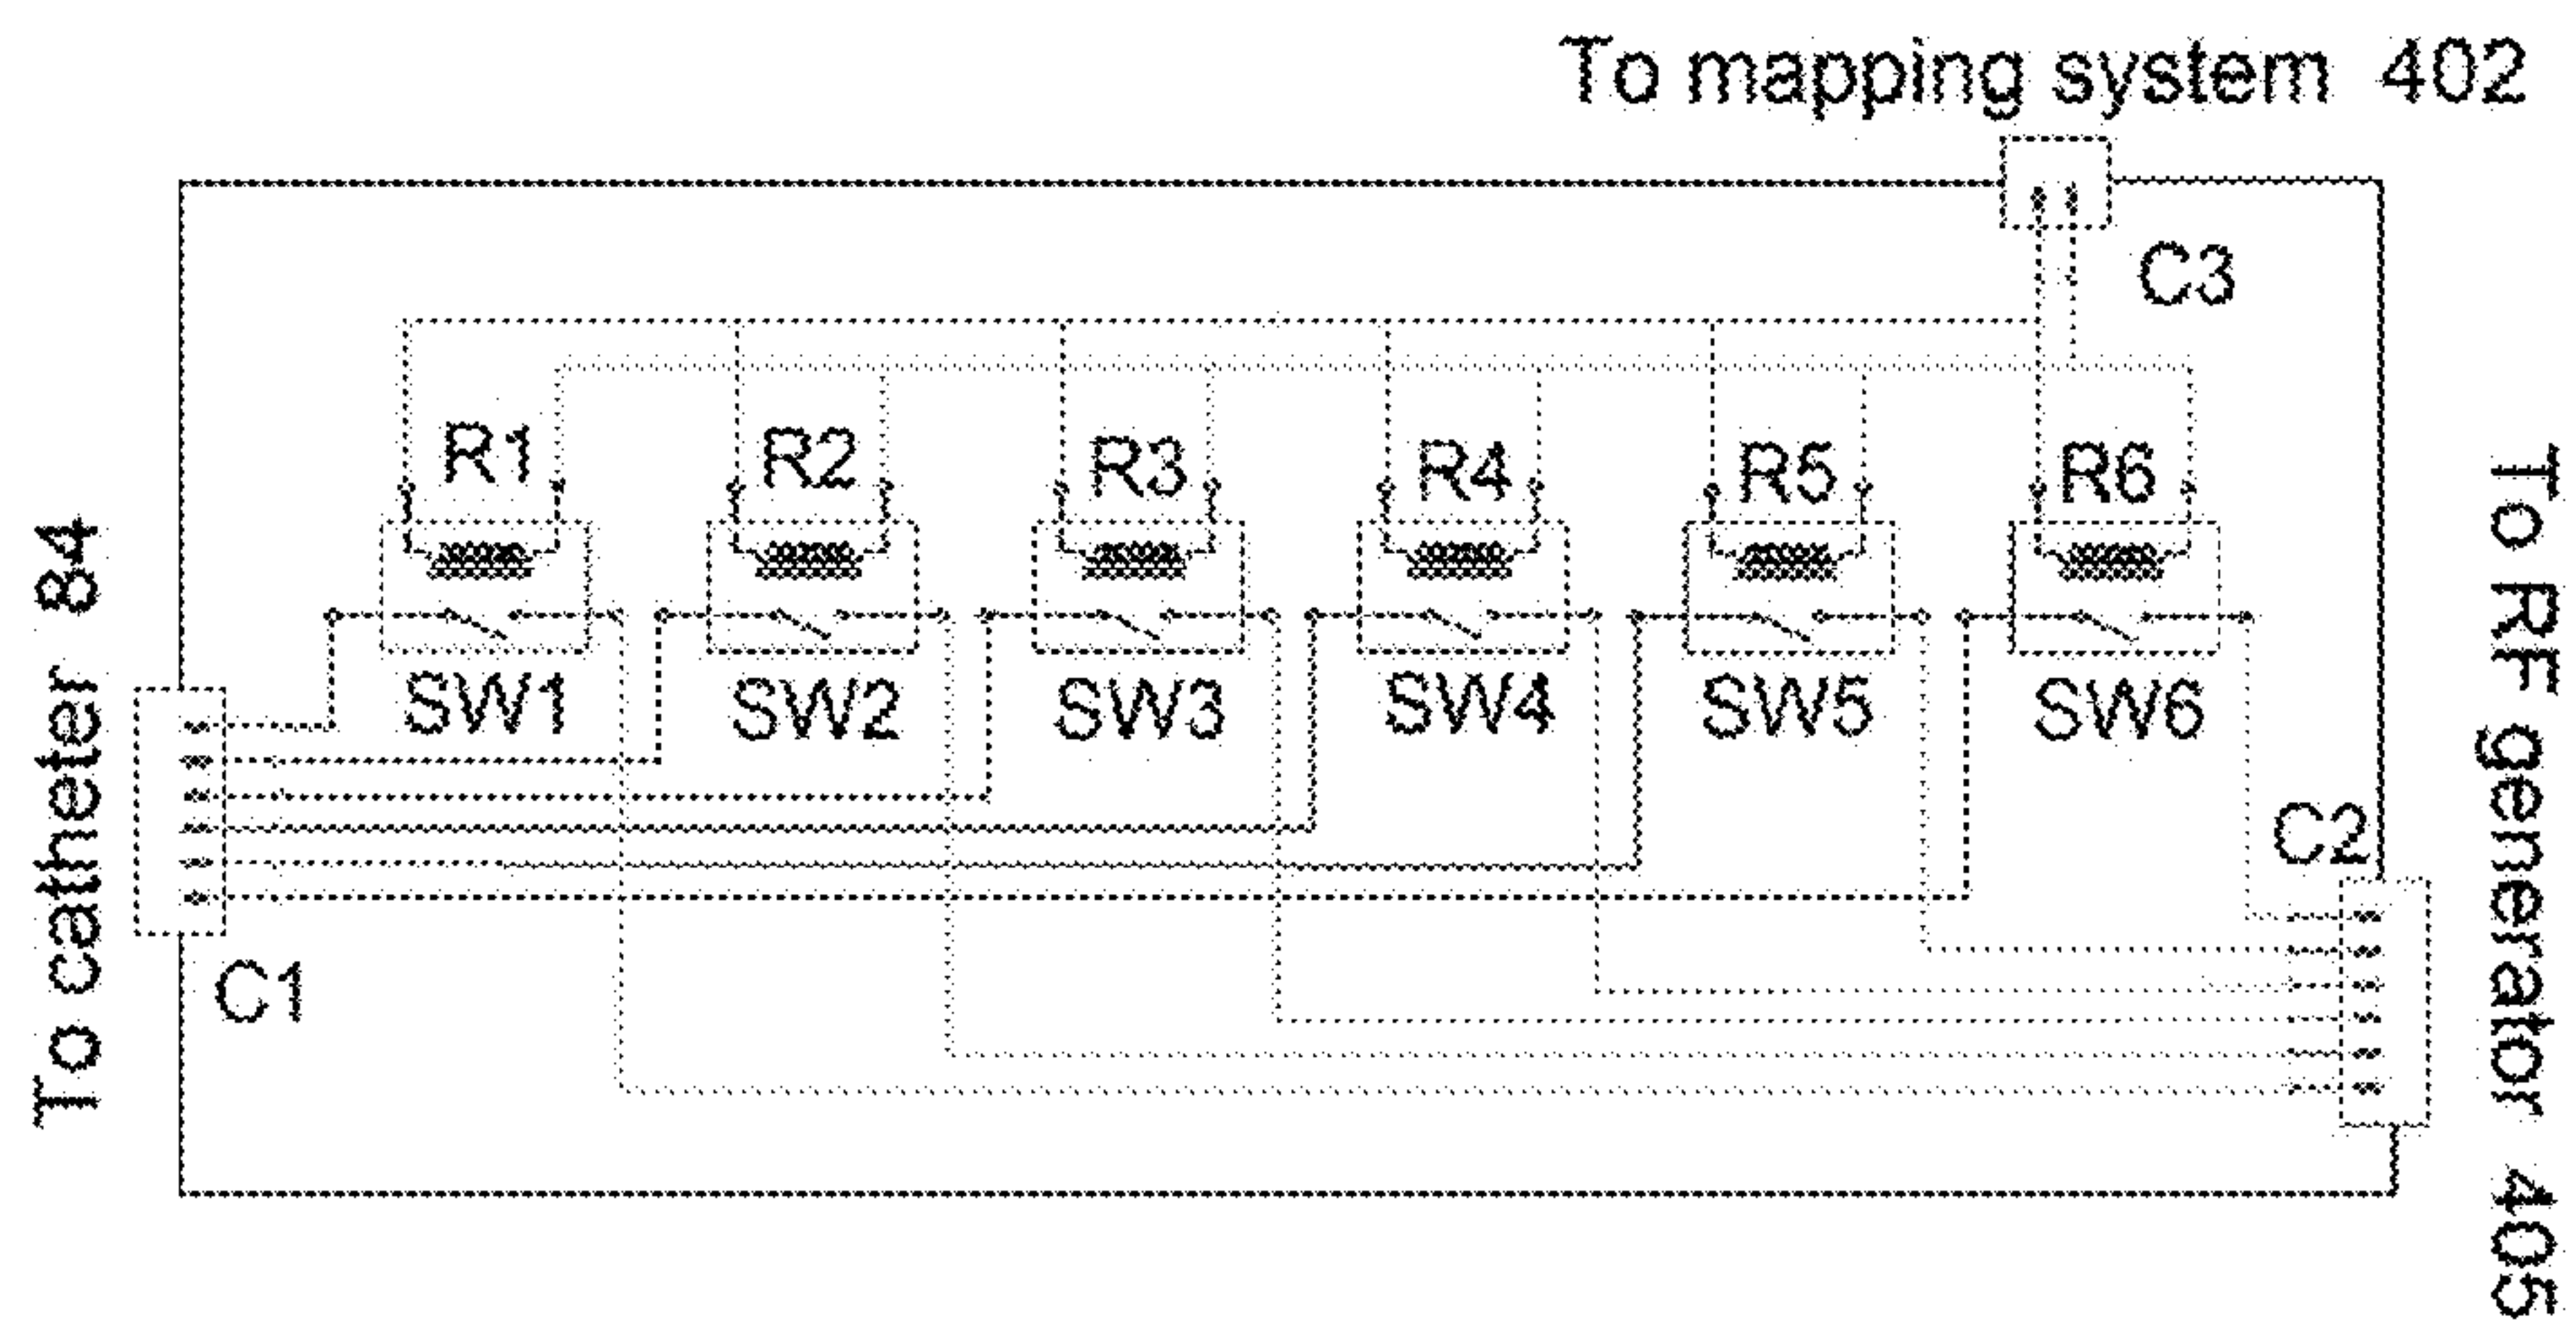 To mapping system 402
C3
R1 R2 R3 R4 R5 R6
SW1 SW2 SW3 SW4 SW5 SW6
To catheter 84
C1
C2
To RF generator 405